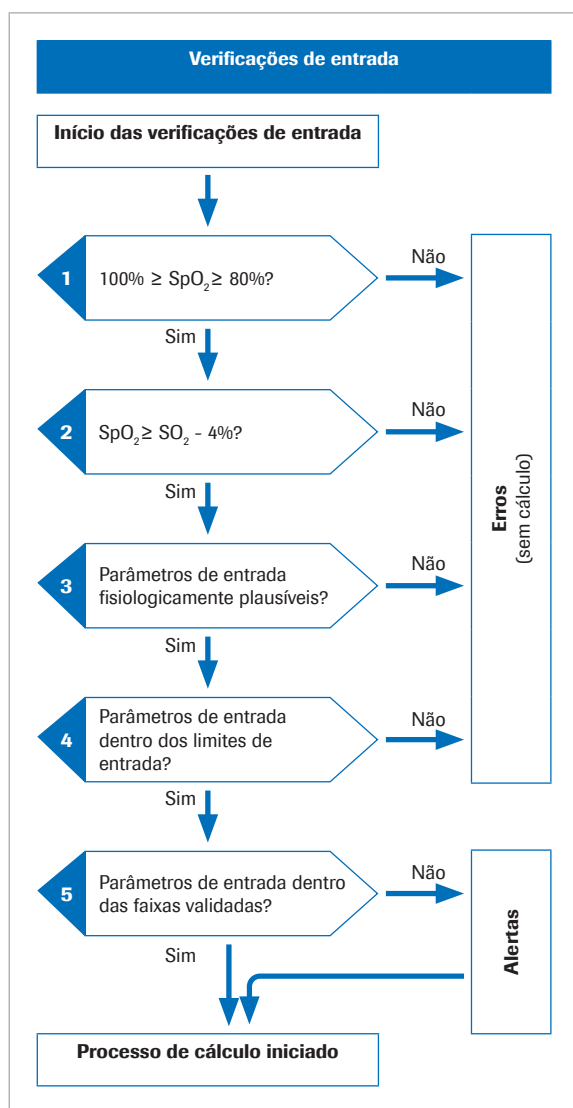 Verificações de entrada
Início das verificações de entrada
1
100% ≥ SpO₂ ≥ 80%?
Não
Sim
2
SpO₂ ≥ SO₂ - 4%?
Não
Sim
3
Parâmetros de entrada
fisiologicamente plausíveis?
Não
Sim
4
Parâmetros de entrada
dentro dos limites de
entrada?
Não
Sim
Erros
(sem cálculo)
5
Parâmetros de entrada dentro
das faixas validadas?
Não
Sim
Alertas
Processo de cálculo iniciado